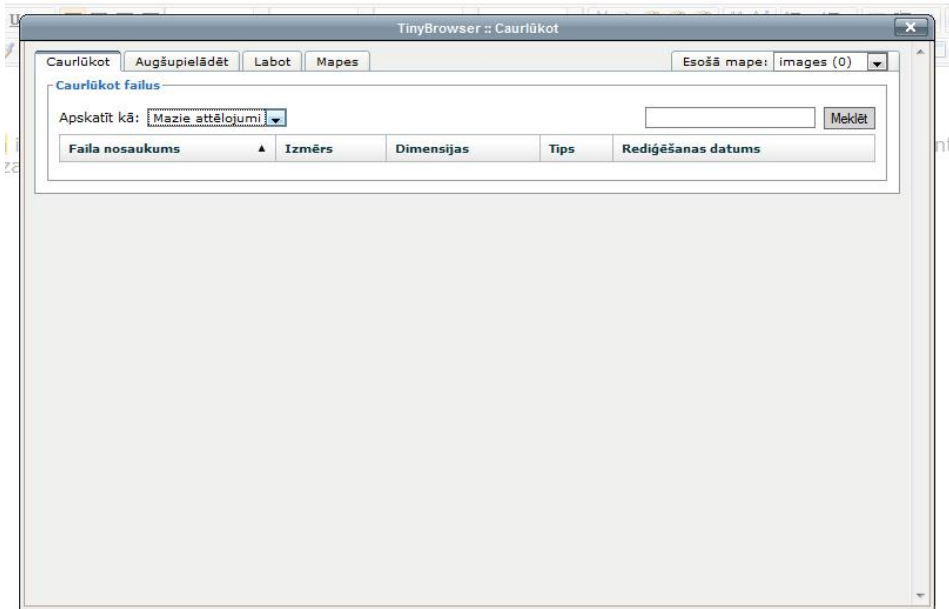 TinyBrowser :: Caurlūkot
Caurlūkot Augšupielādēt Labot Mapes Esošā mape: images (0)
Caurlūkot failus
Apskatīt kā: Mazie attēlojumi Meklēt
Faila nosaukums Izmērs Dimensijas Tips Rediģēšanas datums